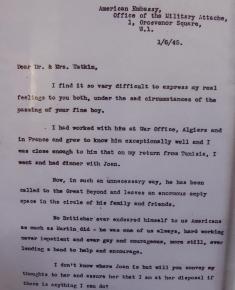 American Embassy,
Office of the Military Attache,
1, Grosvenor Square,
W.1.
1/6/45.
Dear Dr. & Mrs. Watkin,
I find it so very difficult to express my real
feelings to you both, under the sad circumstances of the
passing of your fine boy.
I had worked with him at War Office, Algiers and
in France and grew to know him exceptionally well and I
was close enough to him that on my return from Tunisia, I
went and had dinner with Joan.
Now, in such an unnecessary way, he has been
called to the Great Beyond and leaves an enormous empty
space in the circle of his family and friends.
No Britisher ever endeared himself to us Americans
as much as Martin did - he was one of us always, hard working
never impatient and ever gay and courageous, more still, ever
lending a hand to help and encourage.
I don't know where Joan is but will you convey my
thoughts to her and assure her that I am at her disposal if
there is anything I can do?